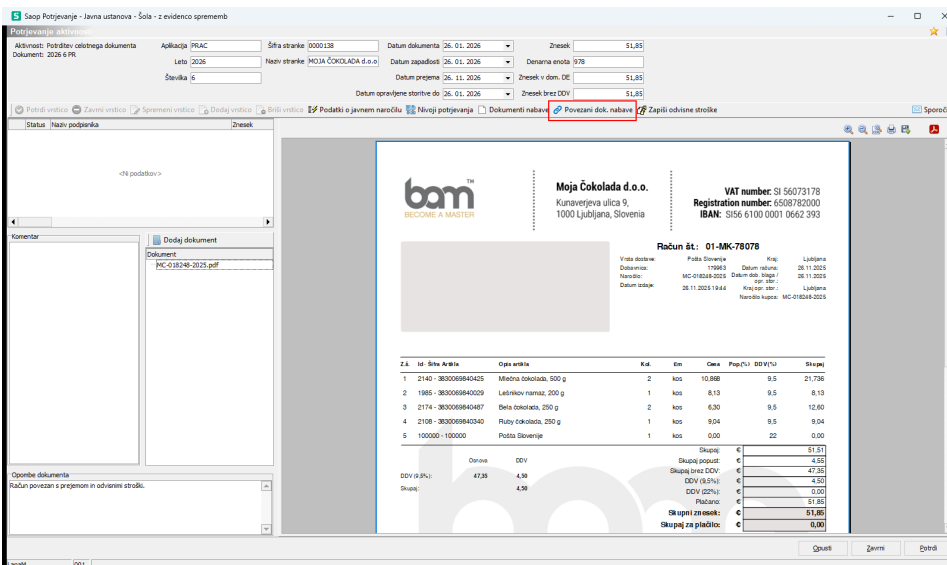 Saop Potrjevanje - Javna ustanova - Šola - z evidenco sprememb
Potrjevanje aktivnosti
Aktivnost: Potrditev celotnega dokumenta
Dokument: 2026 6 PR
Aplikacija PRAC
Leto 2026
Številka 6
Šifra stranke 0000138
Naziv stranke MOJA ČOKOLADA d.o.o
Datum dokumenta 26. 01. 2026
Datum zapadlosti 26. 01. 2026
Datum prejema 26. 11. 2026
Datum opravljene storitve do 26. 01. 2026
Znesek 51,85
Denarna enota 978
Znesek v dom. DE 51,85
Znesek brez DDV 51,85
Potrdi vrstico Zavrni vrstico Spremeni vrstico Dodaj vrstico Briši vrstico Podatki o javnem naročilu Nivoji potrjevanja Dokumenti nabave Povezani dok. nabave Zapiši odvisne stroške Sporoči
Status Naziv podpisnika Znesek
<Ni podatkov>
Komentar
Dodaj dokument
Dokument
MC-018248-2025.pdf
Opombe dokumenta
Račun povezan s prejemom in odvisnimi stroški.
bam TM
BECOME A MASTER
Moja Čokolada d.o.o.
Kunaverjeva ulica 9,
1000 Ljubljana, Slovenia
VAT number: SI 56073178
Registration number: 6508782000
IBAN: SI56 6100 0001 0662 393
Račun št.: 01-MK-78078
Vrsta dostave: Pošta Slovenije
Dobavnica: 179963
Naročilo: MC-018248-2025
Datum izdaje: 26.11.2025 19:44
Kraj: Ljubljana
Datum računa: 26.11.2025
Datum dob. blaga / opr. stor.: 26.11.2025
Kraj opr. stor.: Ljubljana
Naročilo kupca: MC-018248-2025
Z.š. Id- Šifra Artikla Opis artikla Kol. Em Cena Pop.(%) DDV(%) Skupaj
1 2140 - 3830069840425 Mlečna čokolada, 500 g 2 kos 10,868 9,5 21,736
2 1985 - 3830069840029 Lešnikov namaz, 200 g 1 kos 8,13 9,5 8,13
3 2174 - 3830069840487 Bela čokolada, 250 g 2 kos 6,30 9,5 12,60
4 2108 - 3830069840340 Ruby čokolada, 250 g 1 kos 9,04 9,5 9,04
5 100000 - 100000 Pošta Slovenije 1 kos 0,00 22 0,00
Osnova DDV
DDV (9,5%): 47,35 4,50
Skupaj: 4,50
Skupaj: € 51,51
Skupaj popust: € 4,55
Skupaj brez DDV: € 47,35
DDV (9,5%): € 4,50
DDV (22%): € 0,00
Plačano: € 51,85
Skupni znesek: € 51,85
Skupaj za plačilo: € 0,00
bam
Opusti Zavrni Potrdi
001